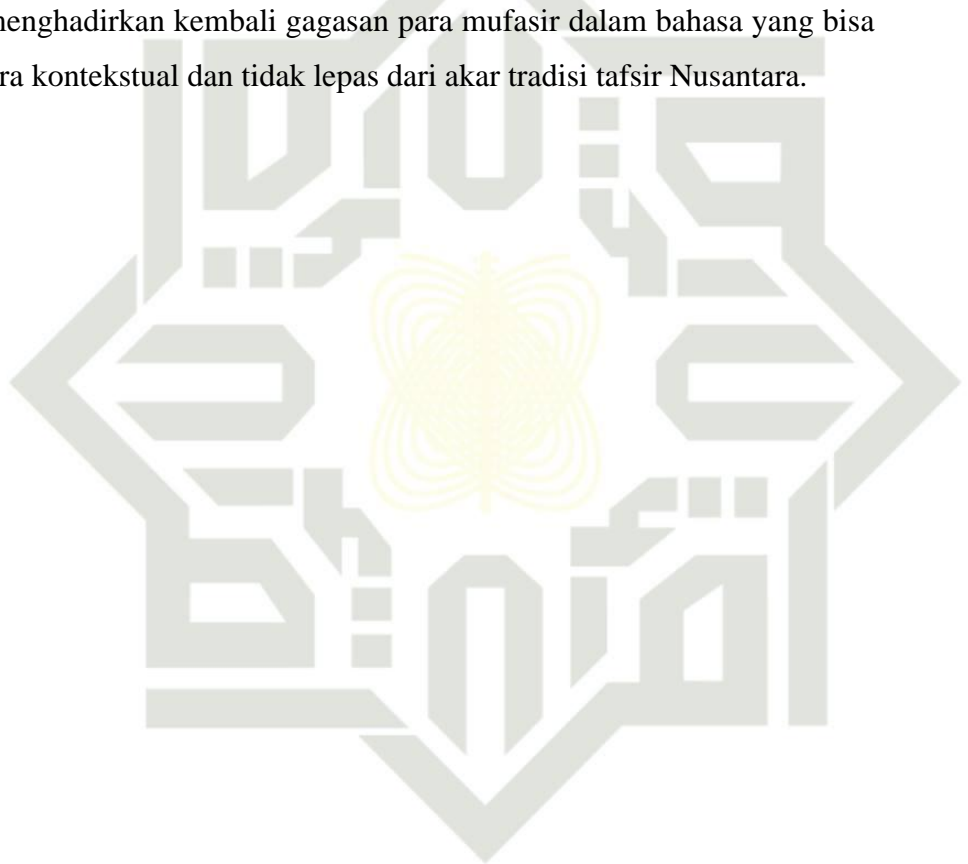 menghadirkan kembali gagasan para mufasir dalam bahasa yang bisa
ra kontekstual dan tidak lepas dari akar tradisi tafsir Nusantara.